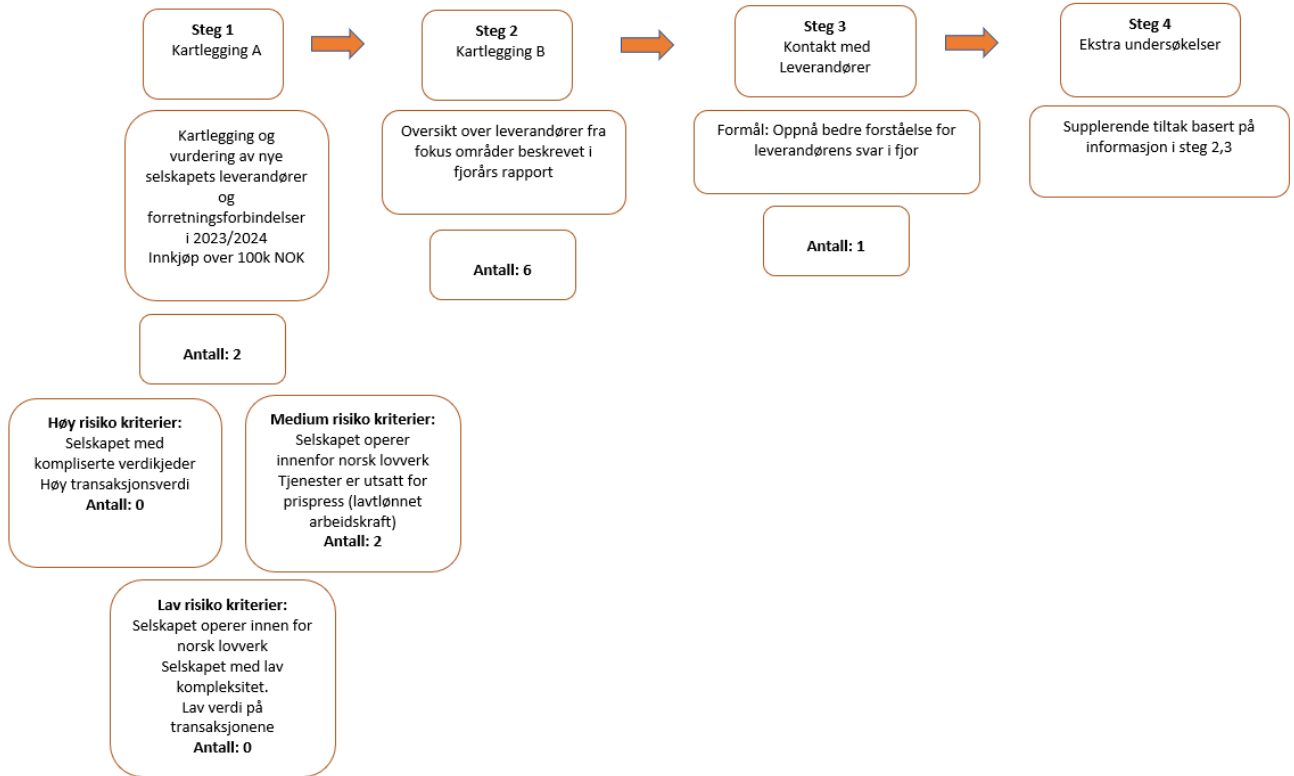 Steg 1
Kartlegging A
Steg 2
Kartlegging B
Steg 3
Kontakt med
Leverandører
Steg 4
Ekstra undersøkelser
Kartlegging og
vurdering av nye
selskapets leverandører
og
forretningsforbindelser
i 2023/2024
Innkjøp over 100k NOK
Oversikt over leverandører fra
fokus områder beskrevet i
fjorårs rapport
Formål: Oppnå bedre forståelse for
leverandørens svar i fjor
Supplerende tiltak basert på
informasjon i steg 2,3
Antall: 2
Antall: 6
Antall: 1
Høy risiko kriterier:
Selskapet med
kompliserte verdikjeder
Høy transaksjonsverdi
Antall: 0
Medium risiko kriterier:
Selskapet operer
innenfor norsk lovverk
Tjenester er utsatt for
prispress (lavtlønnet
arbeidskraft)
Antall: 2
Lav risiko kriterier:
Selskapet operer innen for
norsk lovverk
Selskapet med lav
kompleksitet.
Lav verdi på
transaksjonene
Antall: 0